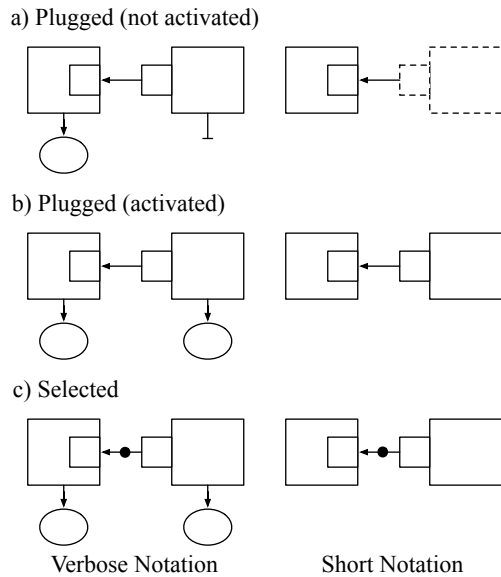 a) Plugged (not activated)
b) Plugged (activated)
c) Selected
Verbose Notation
Short Notation